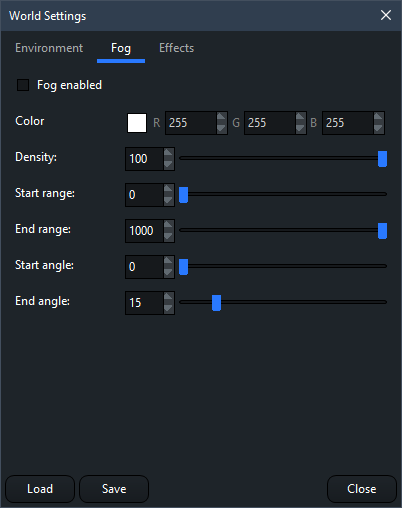 World Settings
Environment Fog Effects
Fog enabled
Color R 255 G 255 B 255
Density: 100
Start range: 0
End range: 1000
Start angle: 0
End angle: 15
Load Save Close